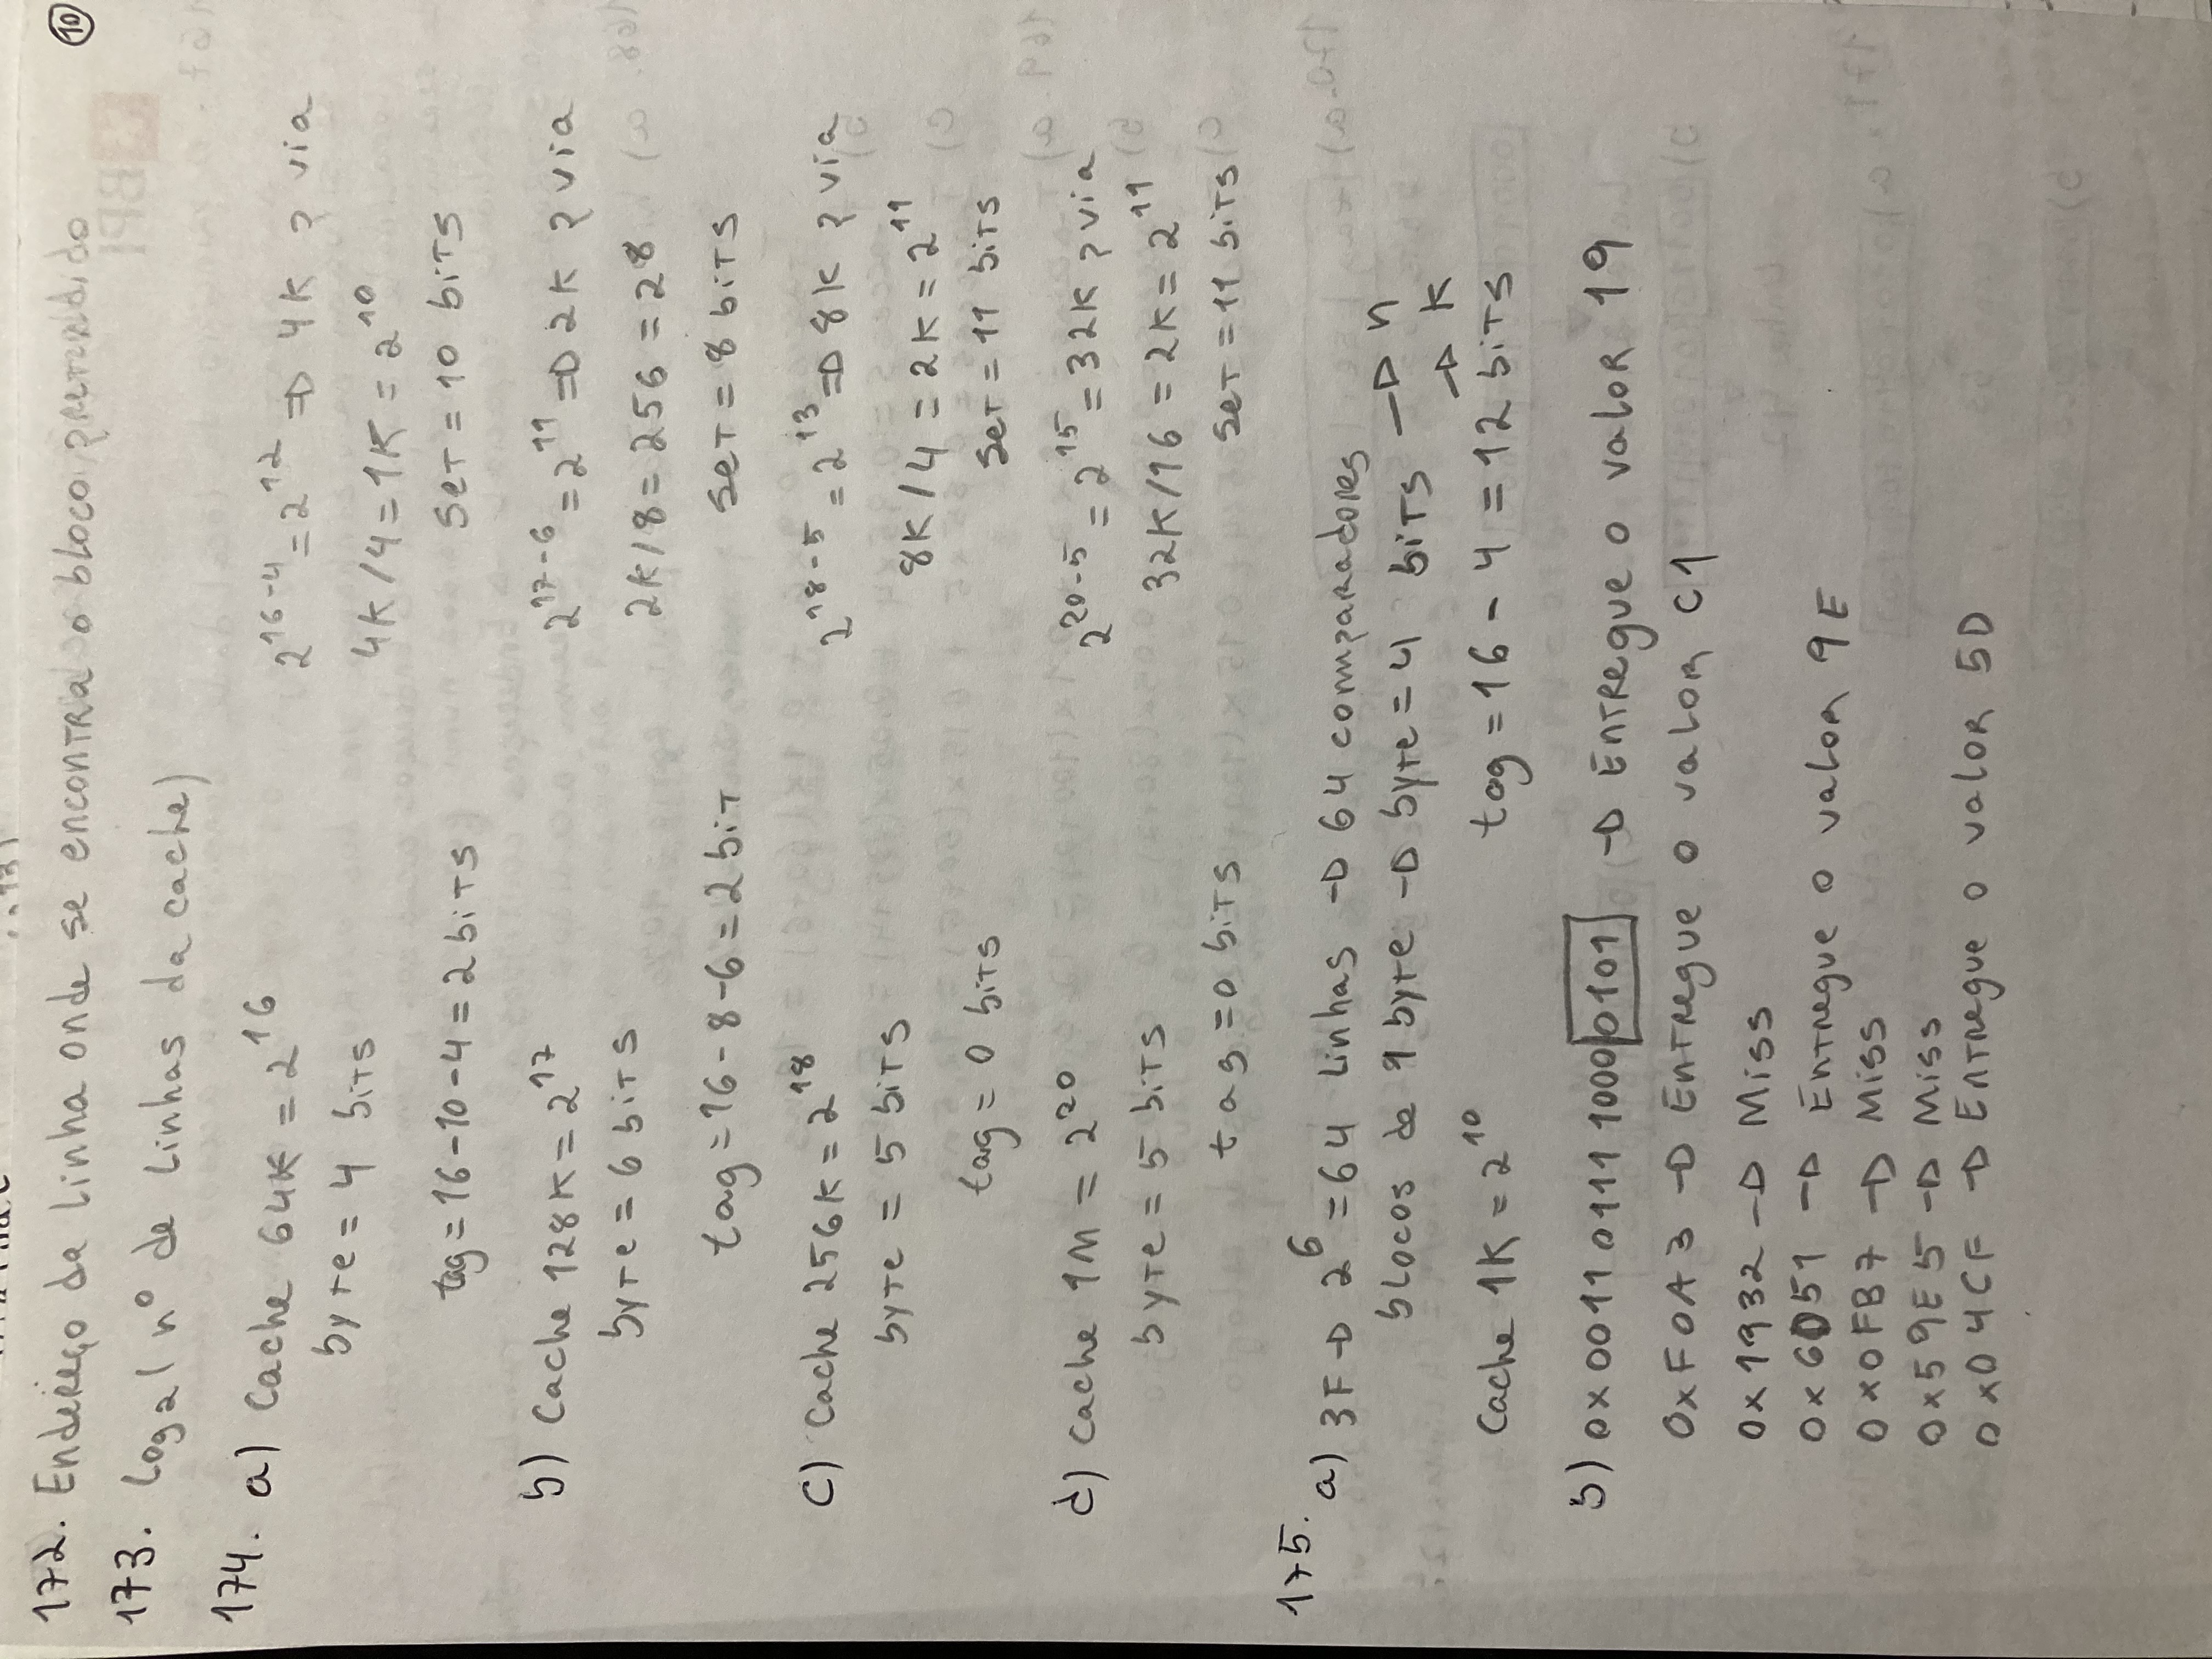 172. Endereço da linha onde se encontra o bloco pretendido
10
173. log2( nº de linhas da cache)
174. a) Cache 64K = 2^16
2^16-4 = 2^12 => 4K p via
byte = 4 bits
4K/4 = 1K = 2^10
tag = 16-10-4 = 2 bits
set = 10 bits
b) Cache 128K = 2^17
2^17-6 = 2^11 => 2K p via
byte = 6 bits
2K/8 = 256 = 2^8
tag = 16-8-6 = 2 bit
set = 8 bits
c) Cache 256K = 2^18
2^18-5 = 2^13 => 8K p via
byte = 5 bits
8K/4 = 2K = 2^11
tag = 0 bits
set = 11 bits
d) Cache 1M = 2^20
2^20-5 = 2^15 = 32K p via
byte = 5 bits
32K/16 = 2K = 2^11
tag = 0 bits
set = 11 bits
175.
a) 3F -> 2^6 = 64 linhas -> 64 comparadores
blocos de 1 byte -> byte = 4 bits -> n
-> K
Cache 1K = 2^10
tag = 16 - 4 = 12 bits
b) 0x0011 0111 1000 0101 -> Entregue o valor 19
0xF0A3 -> Entregue o valor C1
0x1932 -> Miss
0x6D51 -> Entregue o valor 9E
0x0FB7 -> Miss
0x59E5 -> Miss
0x04CF -> Entregue o valor 5D